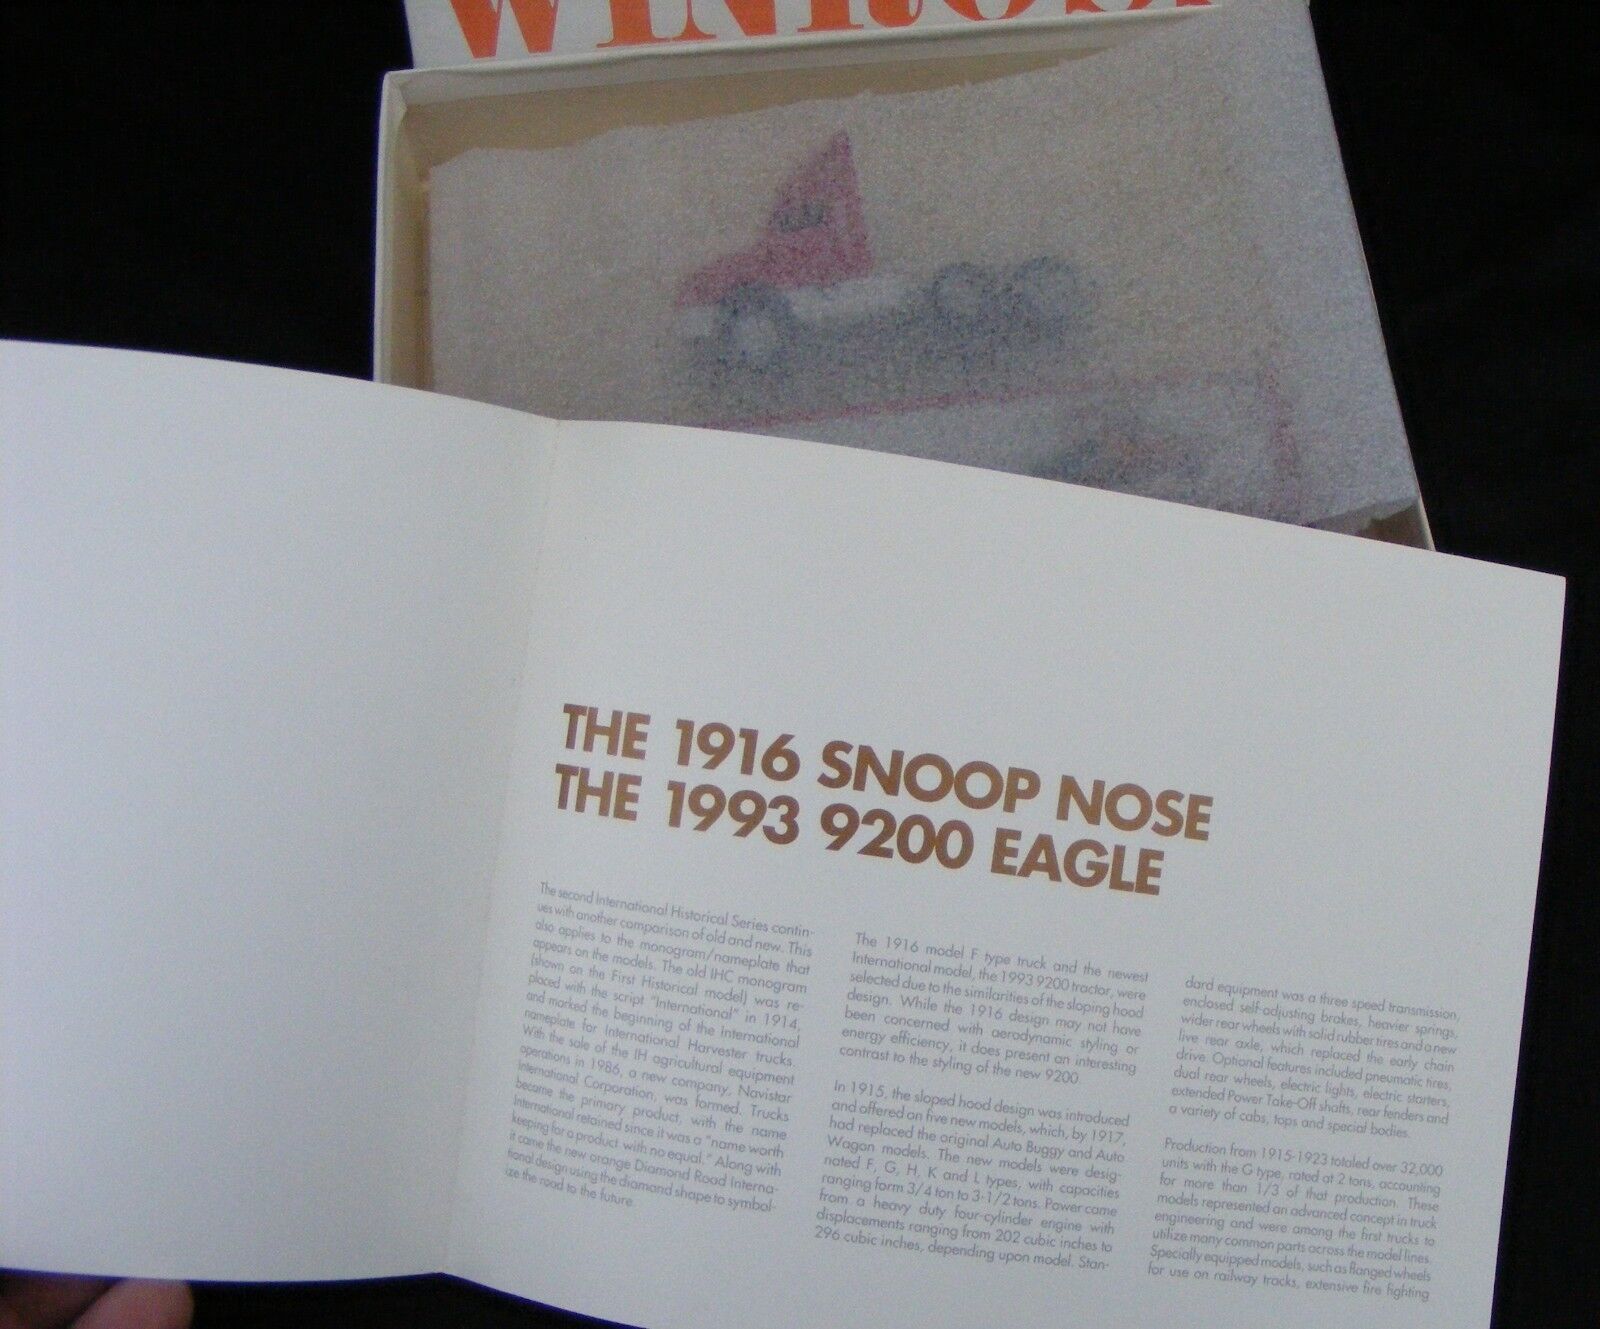 WINROSS
THE 1916 SNOOP NOSE
THE 1993 9200 EAGLE
The second International Historical Series contin-
ues with another comparison of old and new. This
also applies to the monogram/nameplate that
appears on the models. The old IHC monogram
(shown on the First Historical model) was re-
placed with the script "International" in 1914,
and marked the beginning of the International
nameplate for International Harvester trucks.
With the sale of the IH agricultural equipment
operations in 1986, a new company, Navistar
International Corporation, was formed. Trucks
became the primary product, with the name
International retained since it was a "name worth
keeping for a product with no equal." Along with
it came the new orange Diamond Road Interna-
tional design using the diamond shape to symbol-
ize the road to the future.
The 1916 model F type truck and the newest
International model, the 1993 9200 tractor, were
selected due to the similarities of the sloping hood
design. While the 1916 design may not have
been concerned with aerodynamic styling or
energy efficiency, it does present an interesting
contrast to the styling of the new 9200.
In 1915, the sloped hood design was introduced
and offered on five new models, which, by 1917,
had replaced the original Auto Buggy and Auto
Wagon models. The new models were desig-
nated F, G, H, K and L types, with capacities
ranging form 3/4 ton to 3-1/2 tons. Power came
from a heavy duty four-cylinder engine with
displacements ranging from 202 cubic inches to
296 cubic inches, depending upon model. Stan-
dard equipment was a three speed transmission,
enclosed self-adjusting brakes, heavier springs,
wider rear wheels with solid rubber tires and a new
live rear axle, which replaced the early chain
drive. Optional features included pneumatic tires,
dual rear wheels, electric lights, electric starters,
extended Power Take-Off shafts, rear fenders and
a variety of cabs, tops and special bodies.
Production from 1915-1923 totaled over 32,000
units with the G type, rated at 2 tons, accounting
for more than 1/3 of that production. These
models represented an advanced concept in truck
engineering and were among the first trucks to
utilize many common parts across the model lines.
Specially equipped models, such as flanged wheels
for use on railway tracks, extensive fire fighting